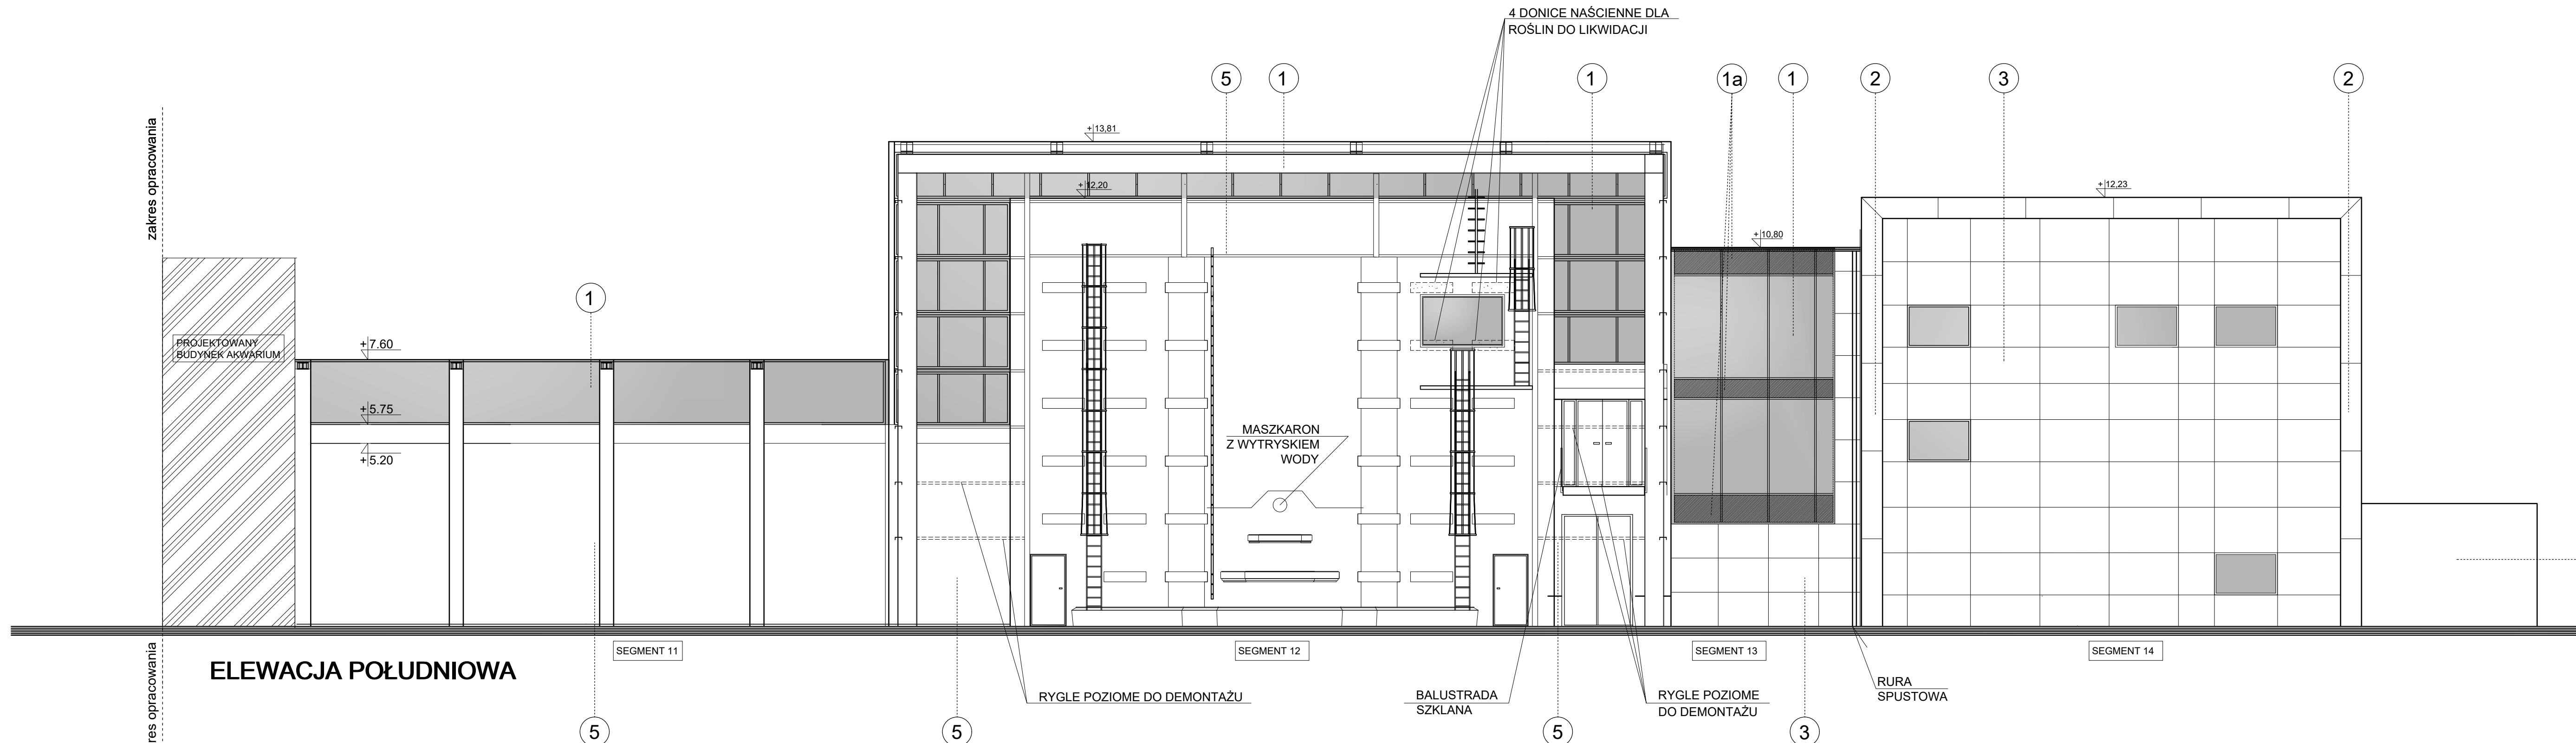 4 DONICE NAŚCIENNE DLA
ROŚLIN DO LIKWIDACJI
5
1
1
1a
1
2
3
2
zakres opracowania
+13,81
+12,20
+12,23
+10,80
1
PROJEKTOWANY
BUDYNEK AKWARIUM
+7.60
+5.75
+5.20
MASZKARON
Z WYTRYSKIEM
WODY
SEGMENT 11
SEGMENT 12
SEGMENT 13
SEGMENT 14
res opracowania
ELEWACJA POŁUDNIOWA
RYGLE POZIOME DO DEMONTAŻU
BALUSTRADA
SZKLANA
RYGLE POZIOME
DO DEMONTAŻU
RURA
SPUSTOWA
5
5
5
3